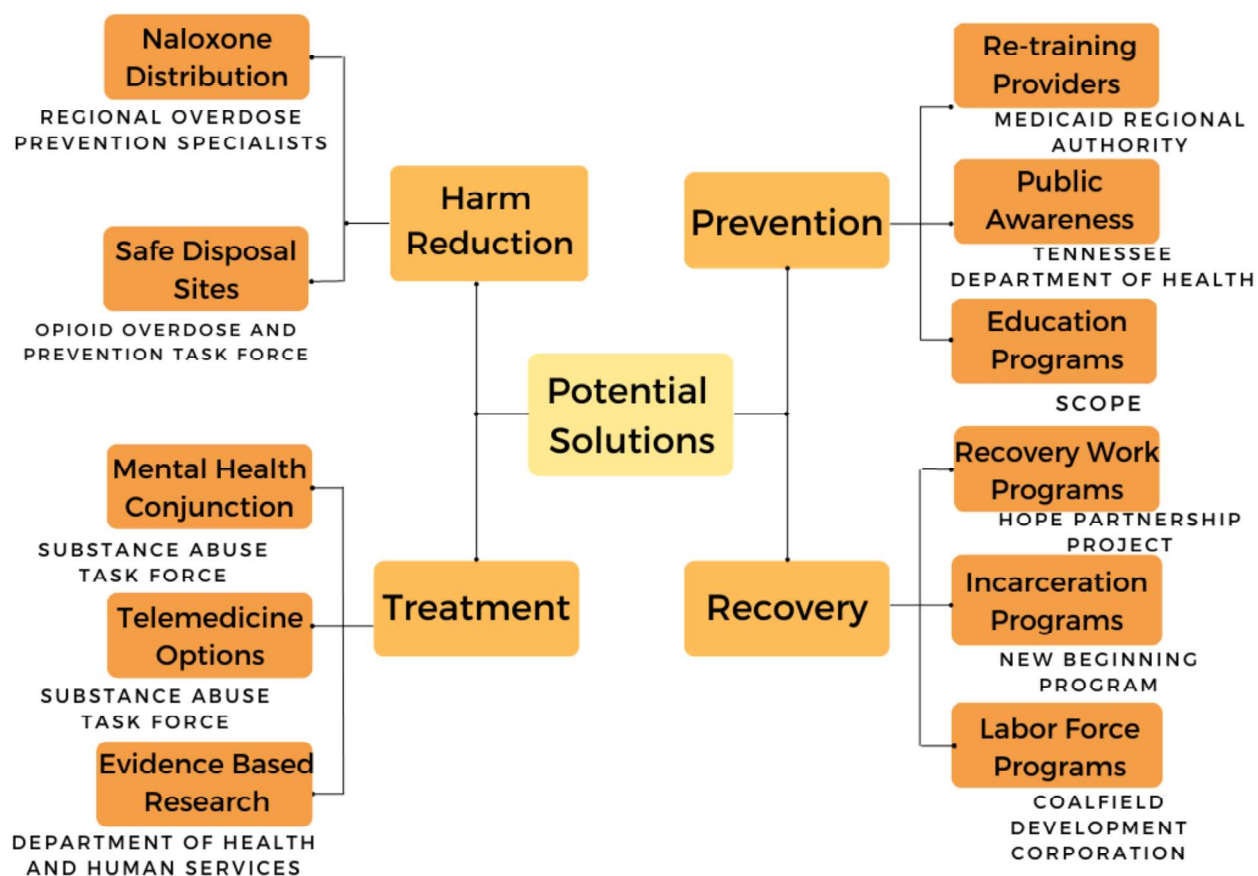 Naloxone
Distribution
REGIONAL OVERDOSE
PREVENTION SPECIALISTS
Harm
Reduction
Safe Disposal
Sites
OPIOID OVERDOSE AND
PREVENTION TASK FORCE
Re-training
Providers
MEDICAID REGIONAL
AUTHORITY
Prevention
Public
Awareness
TENNESSEE
DEPARTMENT OF HEALTH
Education
Programs
SCOPE
Potential
Solutions
Mental Health
Conjunction
SUBSTANCE ABUSE
TASK FORCE
Treatment
Telemedicine
Options
SUBSTANCE ABUSE
TASK FORCE
Evidence Based
Research
DEPARTMENT OF HEALTH
AND HUMAN SERVICES
Recovery Work
Programs
HOPE PARTNERSHIP
PROJECT
Recovery
Incarceration
Programs
NEW BEGINNING
PROGRAM
Labor Force
Programs
COALFIELD
DEVELOPMENT
CORPORATION